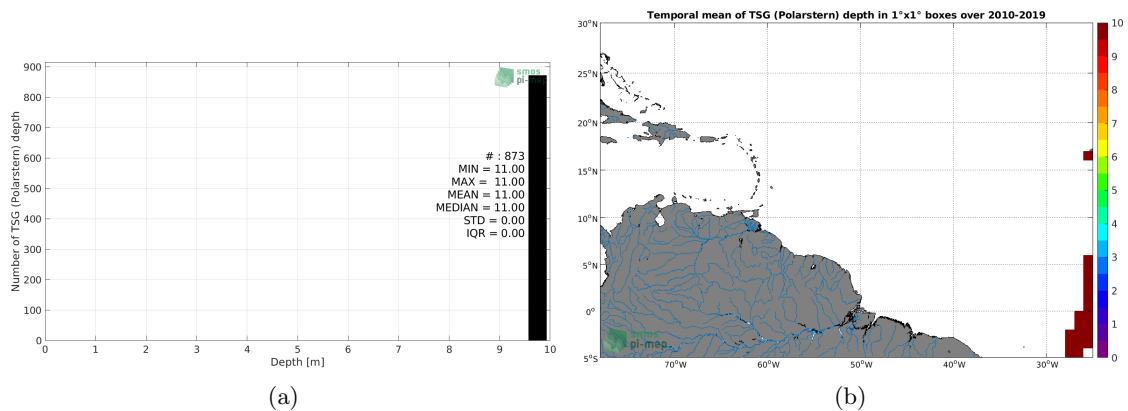 900
800
700
600
500
400
300
200
100
0
Number of TSG (Polarstern) depth
smos
pi-mep
# : 873
MIN = 11.00
MAX = 11.00
MEAN = 11.00
MEDIAN = 11.00
STD = 0.00
IQR = 0.00
0 1 2 3 4 5 6 7 8 9 10
Depth [m]
(a)
Temporal mean of TSG (Polarstern) depth in 1°x1° boxes over 2010-2019
30°N
25°N
20°N
15°N
10°N
5°N
0°
5°S
70°W 60°W 50°W 40°W 30°W
smos
pi-mep
10
9
8
7
6
5
4
3
2
1
0
(b)